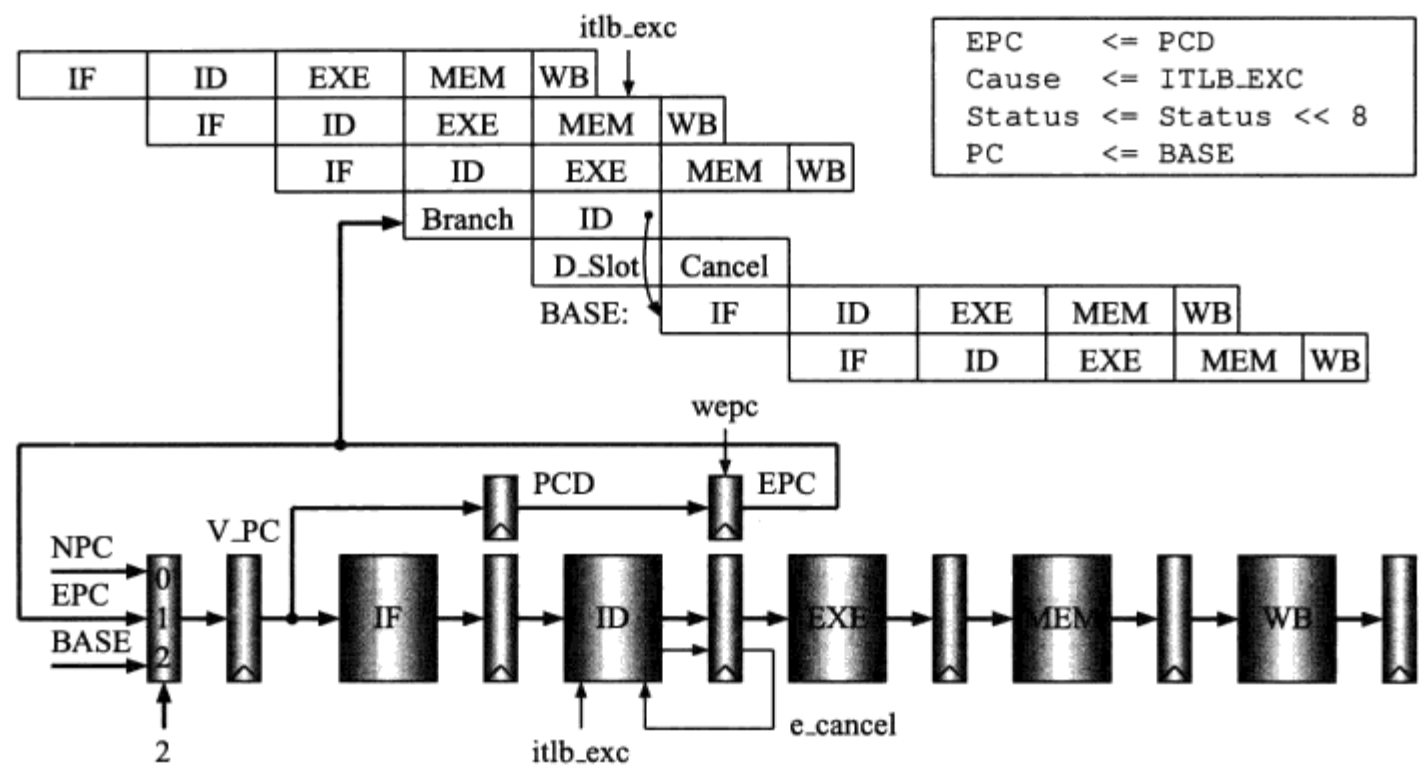 itlb_exc
EPC <= PCD
Cause <= ITLB_EXC
Status <= Status << 8
PC <= BASE
IF ID EXE MEM WB
IF ID EXE MEM WB
IF ID EXE MEM WB
Branch ID
D_Slot Cancel
BASE: IF ID EXE MEM WB
IF ID EXE MEM WB
wepc
PCD EPC
V_PC
NPC 0
EPC 1
BASE 2
IF ID EXE MEM WB
2
itlb_exc
e_cancel